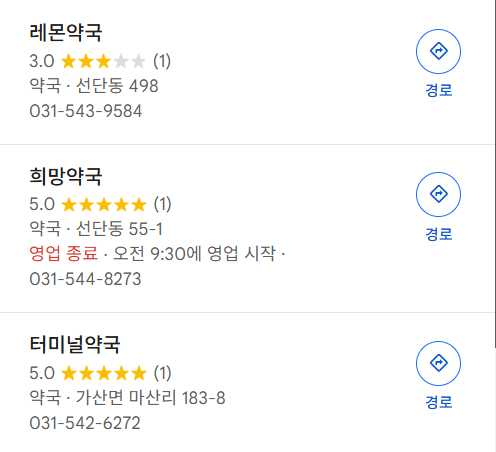 레몬약국
3.0 (1)
약국 · 선단동 498
031-543-9584
경로
희망약국
5.0 (1)
약국 · 선단동 55-1
영업 종료 · 오전 9:30에 영업 시작 ·
031-544-8273
경로
터미널약국
5.0 (1)
약국 · 가산면 마산리 183-8
031-542-6272
경로